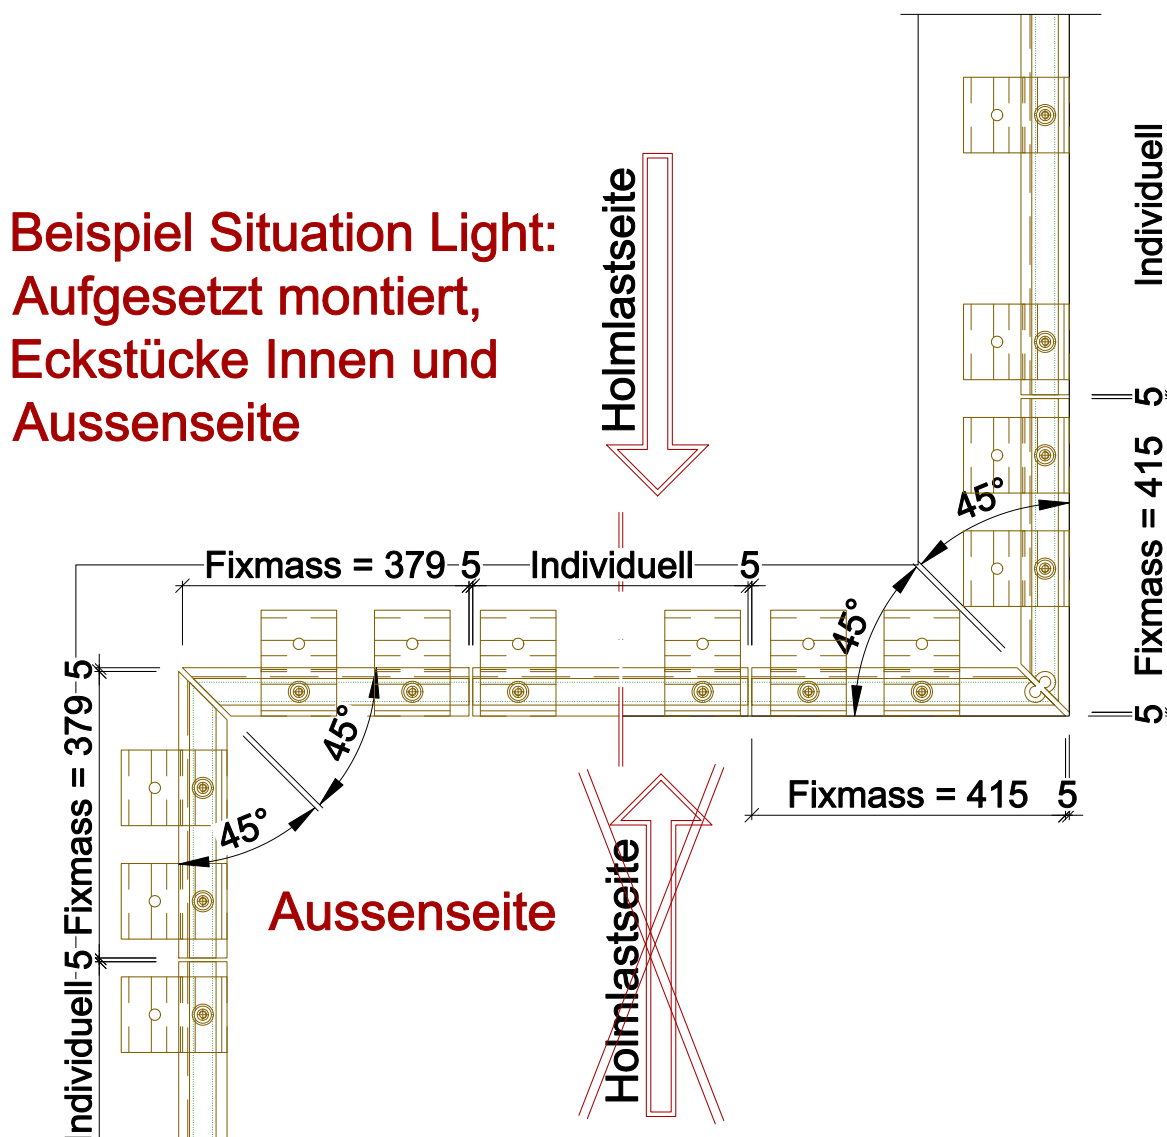 Beispiel Situation Light:
Aufgesetzt montiert,
Eckstücke Innen und
Aussenseite
Holmlastseite
Individuell
5
Fixmass = 415
5
45°
45°
Fixmass = 379
5
Individuell
5
5
Fixmass = 379
5
Individuell
45°
45°
Fixmass = 415
5
Aussenseite
Holmlastseite